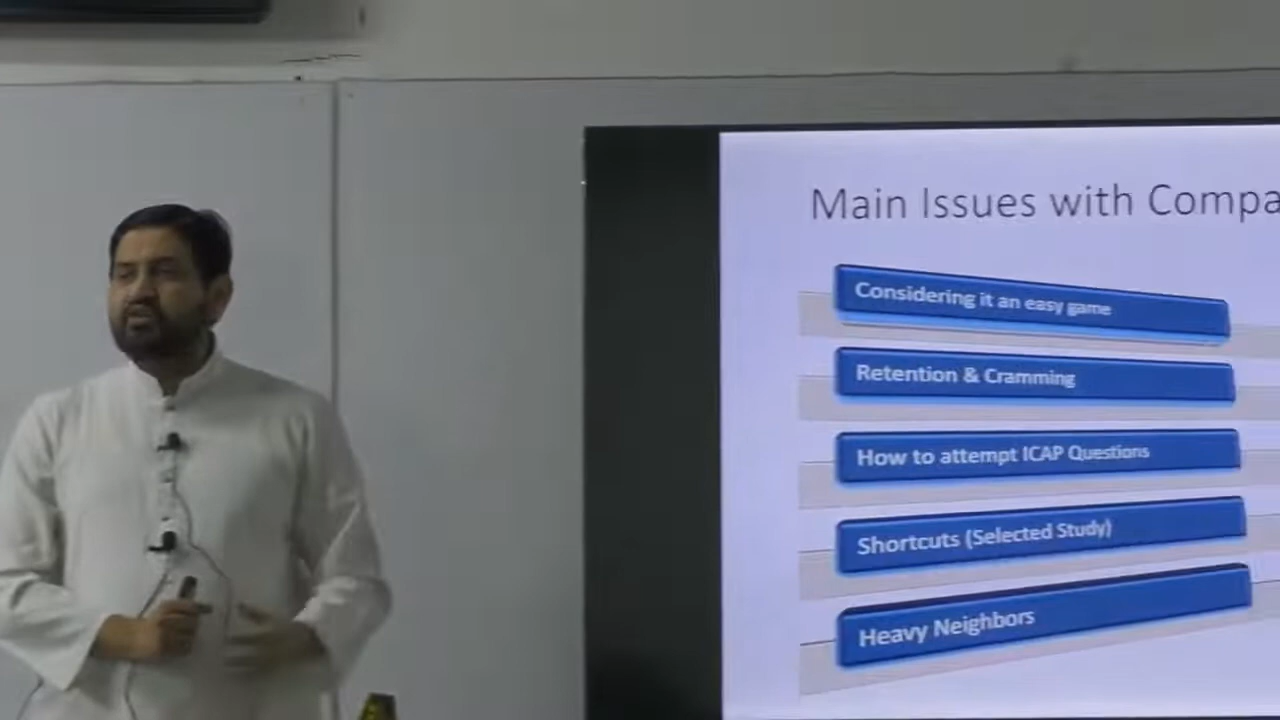 Main Issues with Compa
Considering it an easy game
Retention & Cramming
How to attempt ICAP Questions
Shortcuts (Selected Study)
Heavy Neighbors